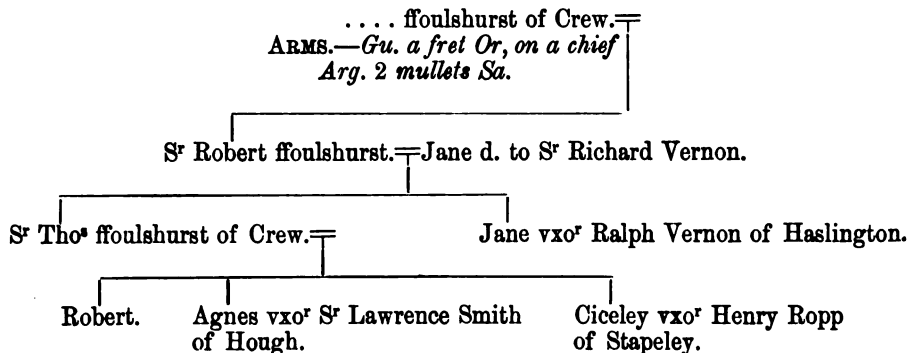 . . . . ffoulshurst of Crew.
ARMS.—Gu. a fret Or, on a chief
Arg. 2 mullets Sa.
Sʳ Robert ffoulshurst. Jane d. to Sʳ Richard Vernon.
Sʳ Thoˢ ffoulshurst of Crew. Jane vxoʳ Ralph Vernon of Haslington.
Robert. Agnes vxoʳ Sʳ Lawrence Smith
of Hough.
Ciceley vxoʳ Henry Ropp
of Stapeley.